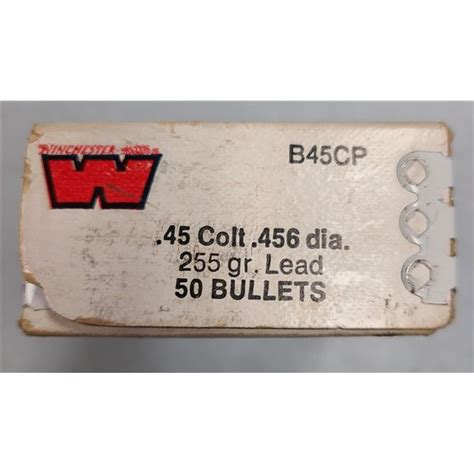 WINCHESTER
W
B45CP
.45 Colt .456 dia.
255 gr. Lead
50 BULLETS